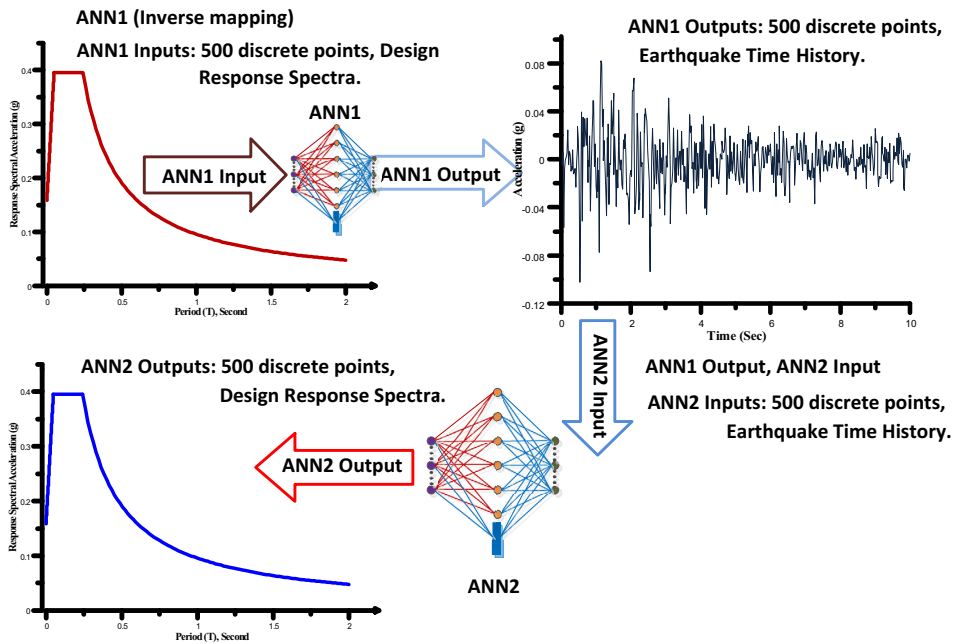 ANN1 (Inverse mapping)
ANN1 Inputs: 500 discrete points, Design
Response Spectra.
ANN1
Response Spectral Acceleration (g)
0.4
0.3
0.2
0.1
0
0
0.5
1
1.5
2
Period (T), Second
ANN1 Input
ANN1 Output
ANN1 Outputs: 500 discrete points,
Earthquake Time History.
Acceleration (g)
0.08
0.04
0
-0.04
-0.08
-0.12
0
2
4
6
8
10
Time (Sec)
ANN2 Input
ANN1 Output, ANN2 Input
ANN2 Inputs: 500 discrete points,
Earthquake Time History.
ANN2 Outputs: 500 discrete points,
Design Response Spectra.
ANN2 Output
ANN2
Response Spectral Acceleration (g)
0.4
0.3
0.2
0.1
0
0
0.5
1
1.5
2
Period (T), Second